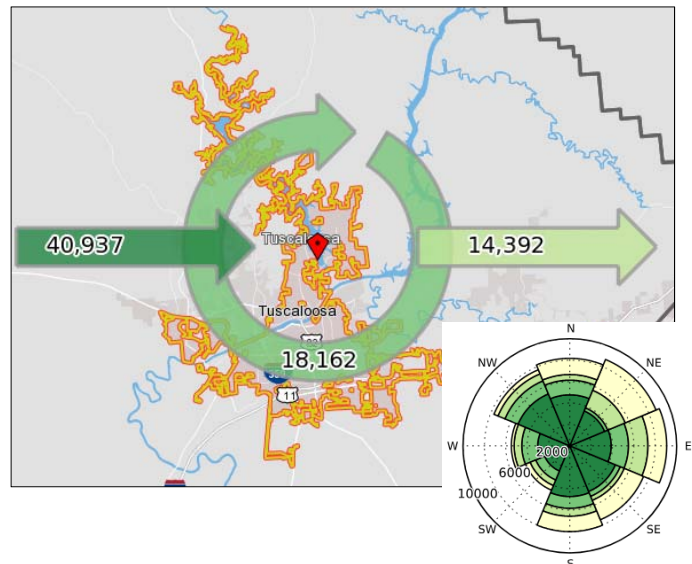 Tuscaloosa
40,937
14,392
Tuscaloosa
18,162
11
N
NW
NE
W
E
2000
6000
10000
SW
SE
S